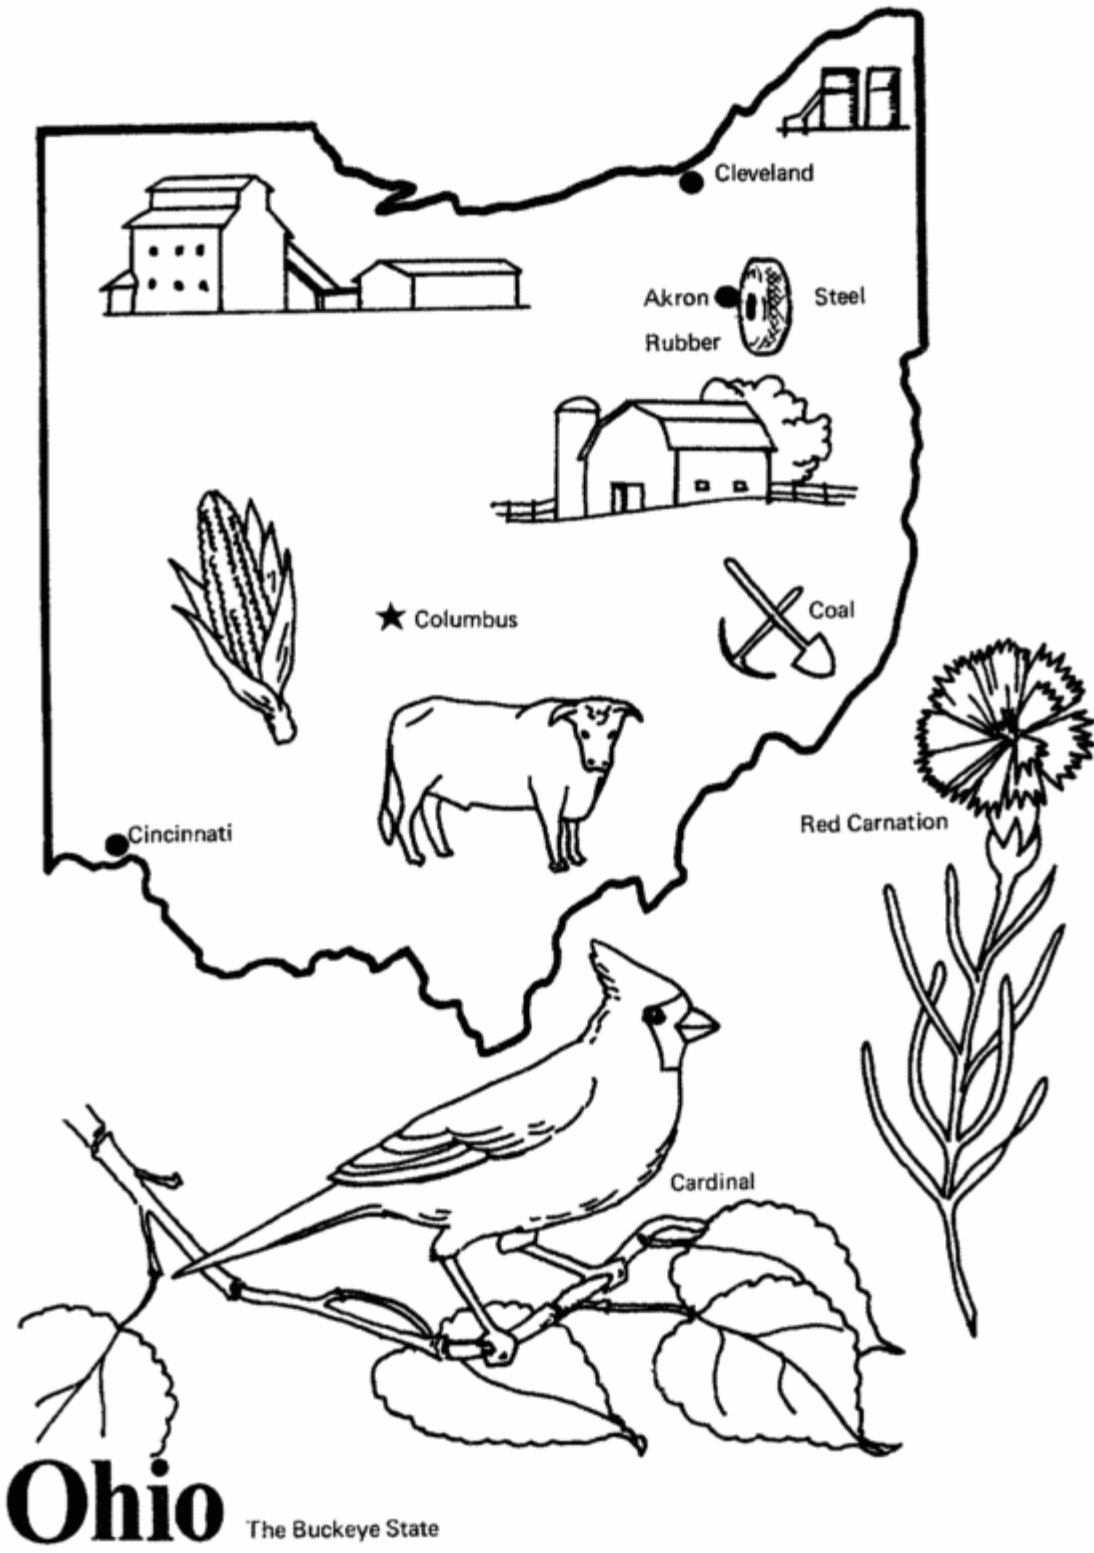 Cleveland
Akron
Steel
Rubber
Columbus
Coal
Cincinnati
Red Carnation
Cardinal
Ohio
The Buckeye State